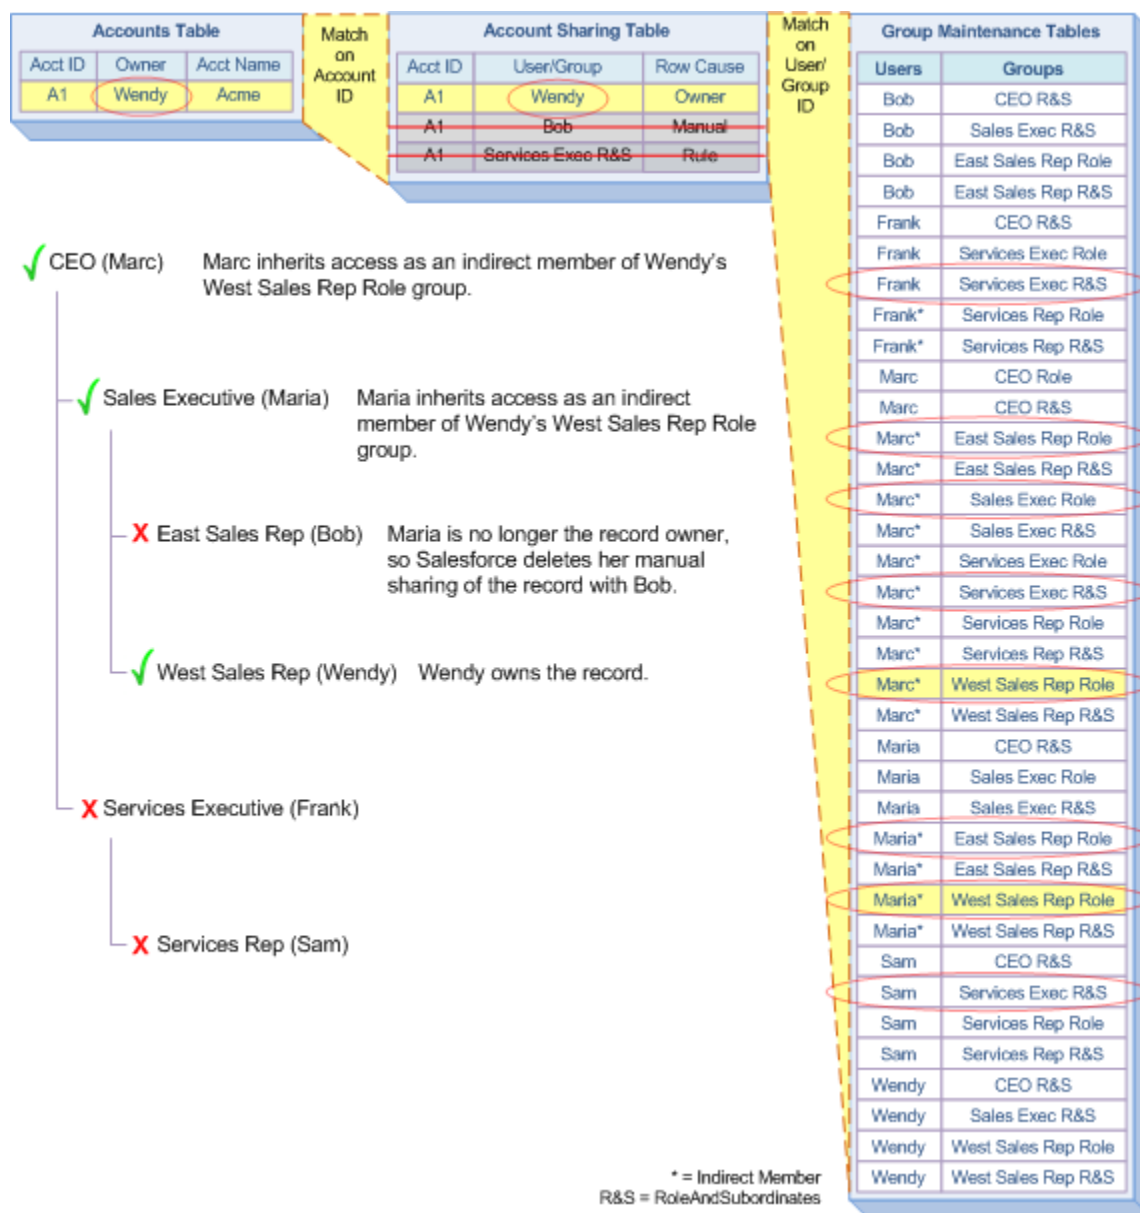 Accounts Table
Acct ID Owner Acct Name
A1 Wendy Acme
Match
on
Account
ID
Account Sharing Table
Acct ID User/Group Row Cause
A1 Wendy Owner
A1 Bob Manual
A1 Services Exec R&S Rule
Match
on
User/
Group
ID
Group Maintenance Tables
Users Groups
Bob CEO R&S
Bob Sales Exec R&S
Bob East Sales Rep Role
Bob East Sales Rep R&S
Frank CEO R&S
Frank Services Exec Role
Frank Services Exec R&S
Frank* Services Rep Role
Frank* Services Rep R&S
Marc CEO Role
Marc CEO R&S
Marc* East Sales Rep Role
Marc* East Sales Rep R&S
Marc* Sales Exec Role
Marc* Sales Exec R&S
Marc* Services Exec Role
Marc* Services Exec R&S
Marc* Services Rep Role
Marc* Services Rep R&S
Marc* West Sales Rep Role
Marc* West Sales Rep R&S
Maria CEO R&S
Maria Sales Exec Role
Maria Sales Exec R&S
Maria* East Sales Rep Role
Maria* East Sales Rep R&S
Maria* West Sales Rep Role
Maria* West Sales Rep R&S
Sam CEO R&S
Sam Services Exec R&S
Sam Services Rep Role
Sam Services Rep R&S
Wendy CEO R&S
Wendy Sales Exec R&S
Wendy West Sales Rep Role
Wendy West Sales Rep R&S
CEO (Marc) Marc inherits access as an indirect member of Wendy's
West Sales Rep Role group.
Sales Executive (Maria) Maria inherits access as an indirect
member of Wendy's West Sales Rep Role
group.
X East Sales Rep (Bob) Maria is no longer the record owner,
so Salesforce deletes her manual
sharing of the record with Bob.
West Sales Rep (Wendy) Wendy owns the record.
X Services Executive (Frank)
X Services Rep (Sam)
* = Indirect Member
R&S = RoleAndSubordinates